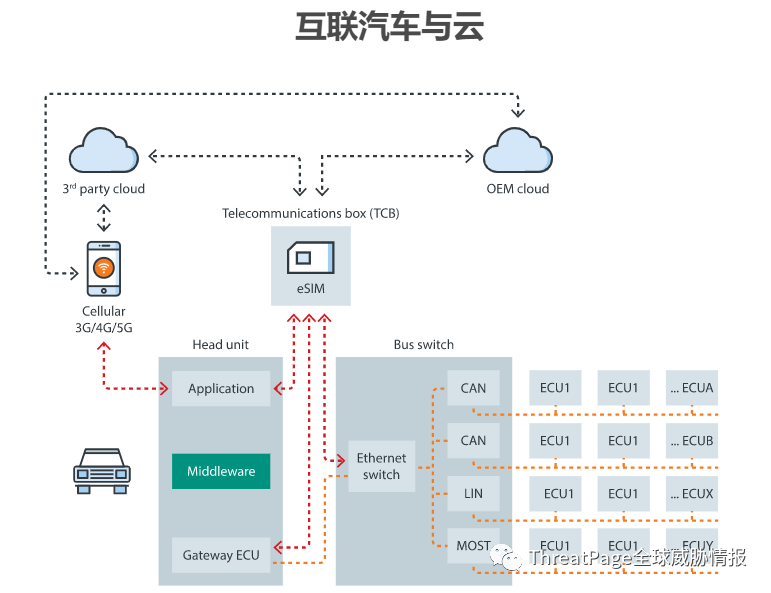 互联汽车与云
3rd party cloud
OEM cloud
Telecommunications box (TCB)
eSIM
Cellular
3G/4G/5G
Head unit
Bus switch
Application
CAN
ECU1
ECU1
... ECUA
CAN
ECU1
ECU1
... ECUB
Ethernet
switch
Middleware
LIN
ECU1
ECU1
... ECUX
Gateway ECU
MOST
ECU1
ECU1
... ECUY
ThreatPage全球威胁情报